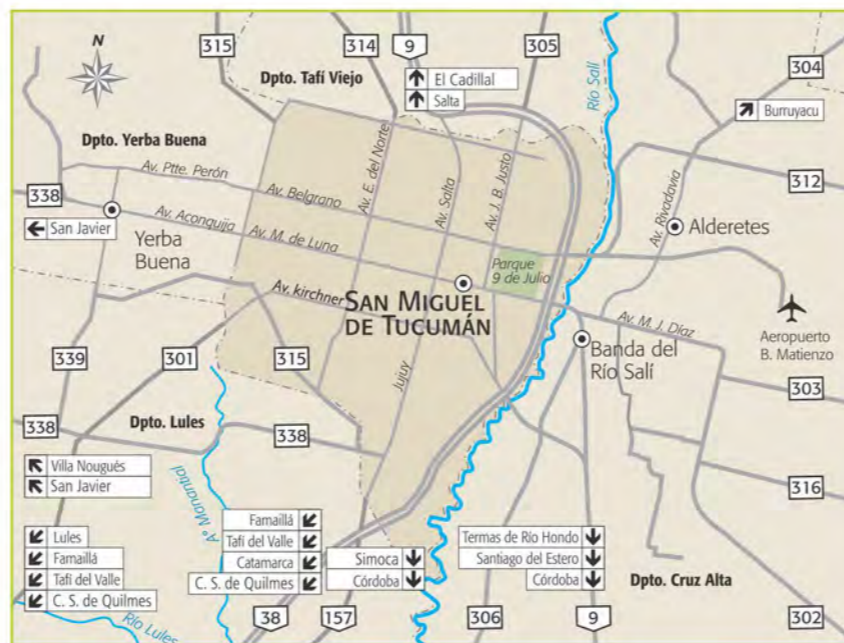 315
314
9
305
304
N
Dpto. Tafí Viejo
El Cadillal
Salta
Río Salí
Burruyacu
Dpto. Yerba Buena
Av. Ptte. Perón
Av. E. del Norte
Av. Salta
Av. J. B. Justo
312
338
Av. Belgrano
Av. Rivadavia
San Javier
Av. Aconquija
Av. M. de Luna
Alderetes
Yerba
Buena
Parque
9 de Julio
Av. kirchner
SAN MIGUEL
DE TUCUMÁN
Av. M. J. Díaz
Aeropuerto
B. Matienzo
Banda del
Río Salí
339
301
315
Jujuy
303
338
Dpto. Lules
338
316
Villa Nougués
San Javier
Aº Manantial
Lules
Famaillá
Tafí del Valle
C. S. de Quilmes
Famaillá
Tafí del Valle
Catamarca
C. S. de Quilmes
Simoca
Córdoba
Termas de Río Hondo
Santiago del Estero
Córdoba
Dpto. Cruz Alta
Río Lules
38
157
306
9
302